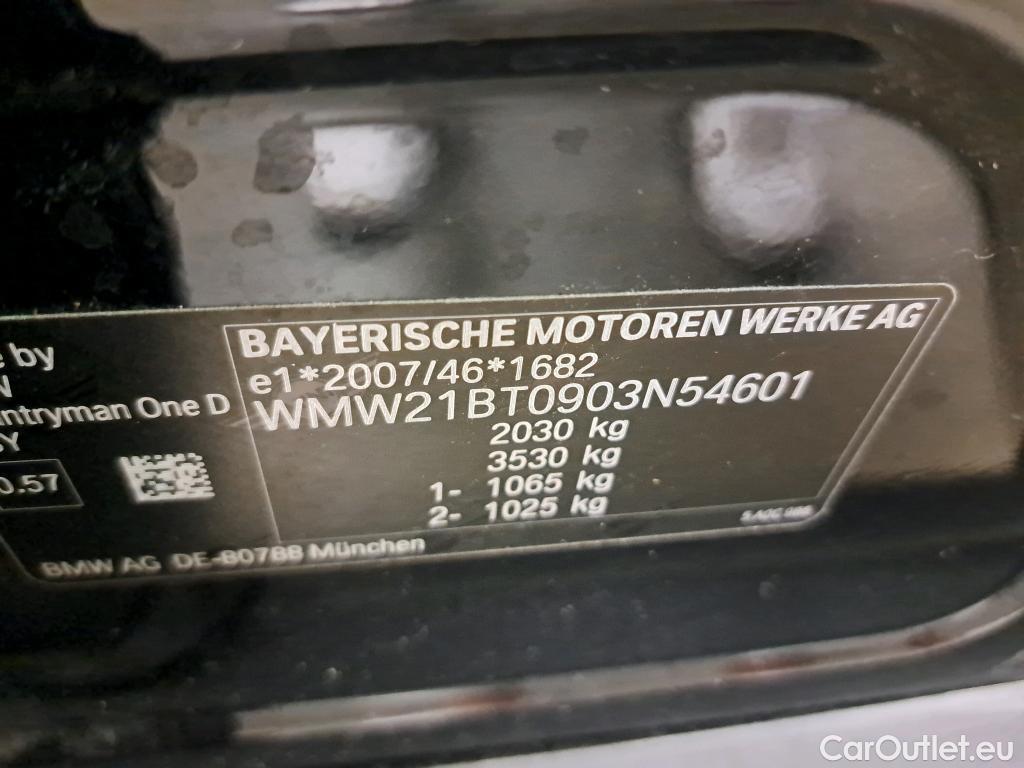 BAYERISCHE MOTOREN WERKE AG
e1*2007/46*1682
WMW21BT0903N54601
2030 kg
3530 kg
1- 1065 kg
2- 1025 kg
e by
N
ntryman One D
Y
0.57
BMW AG DE-80788 München
CarOutlet.eu